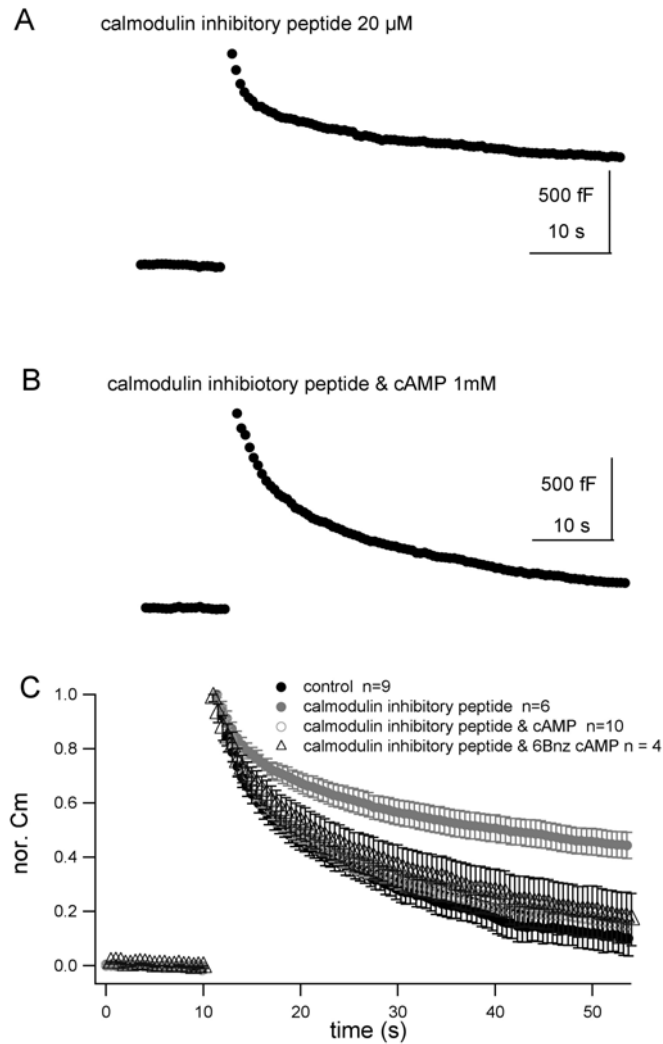 A
calmodulin inhibitory peptide 20 µM
500 fF
10 s
B
calmodulin inhibiotory peptide & cAMP 1mM
500 fF
10 s
C
control n=9
calmodulin inhibitory peptide n=6
calmodulin inhibitory peptide & cAMP n=10
calmodulin inhibitory peptide & 6Bnz cAMP n = 4
nor. Cm
1.0
0.8
0.6
0.4
0.2
0.0
0 10 20 30 40 50
time (s)